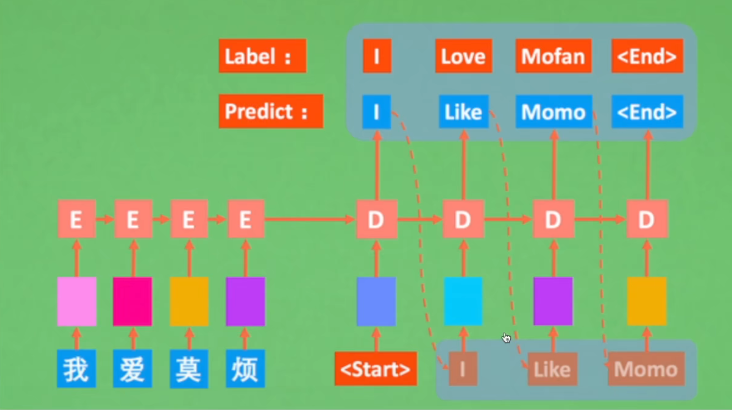 Label： I Love Mofan <End>
Predict： I Like Momo <End>
E E E E D D D D
我 爱 莫 烦 <Start> I Like Momo